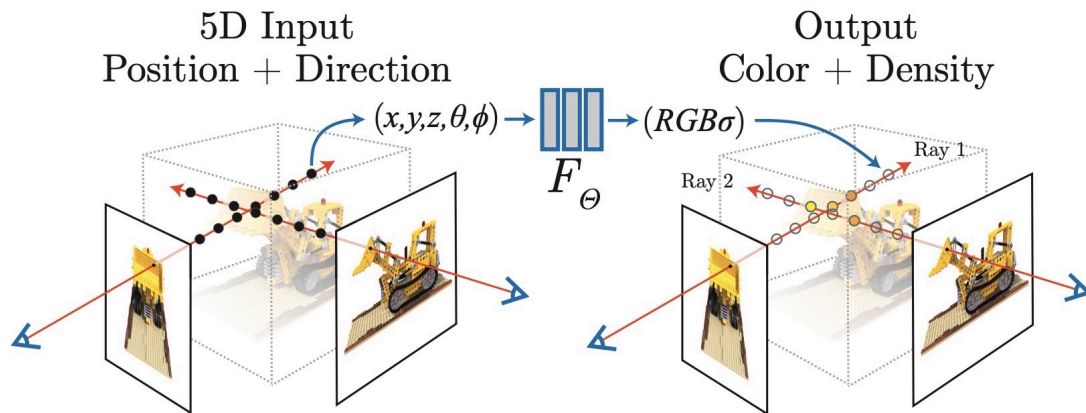 5D Input
Position + Direction
Output
Color + Density
(x,y,z,θ,ϕ)
F_Θ
(RGBσ)
Ray 1
Ray 2